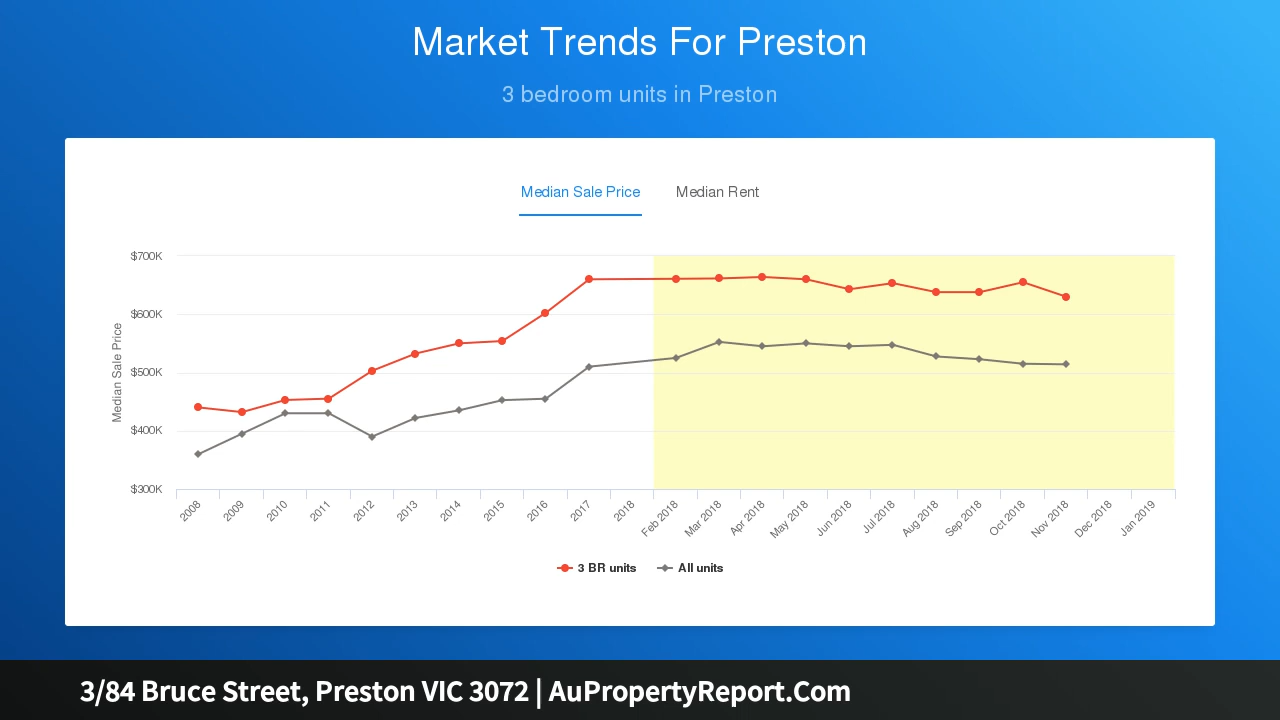 Market Trends For Preston
3 bedroom units in Preston
Median Sale Price Median Rent
$700K
$600K
$500K
$400K
$300K
Median Sale Price
2008 2009 2010 2011 2012 2013 2014 2015 2016 2017 2018 Feb 2018 Mar 2018 Apr 2018 May 2018 Jun 2018 Jul 2018 Aug 2018 Sep 2018 Oct 2018 Nov 2018 Dec 2018 Jan 2019
3 BR units All units
3/84 Bruce Street, Preston VIC 3072 | AuPropertyReport.Com